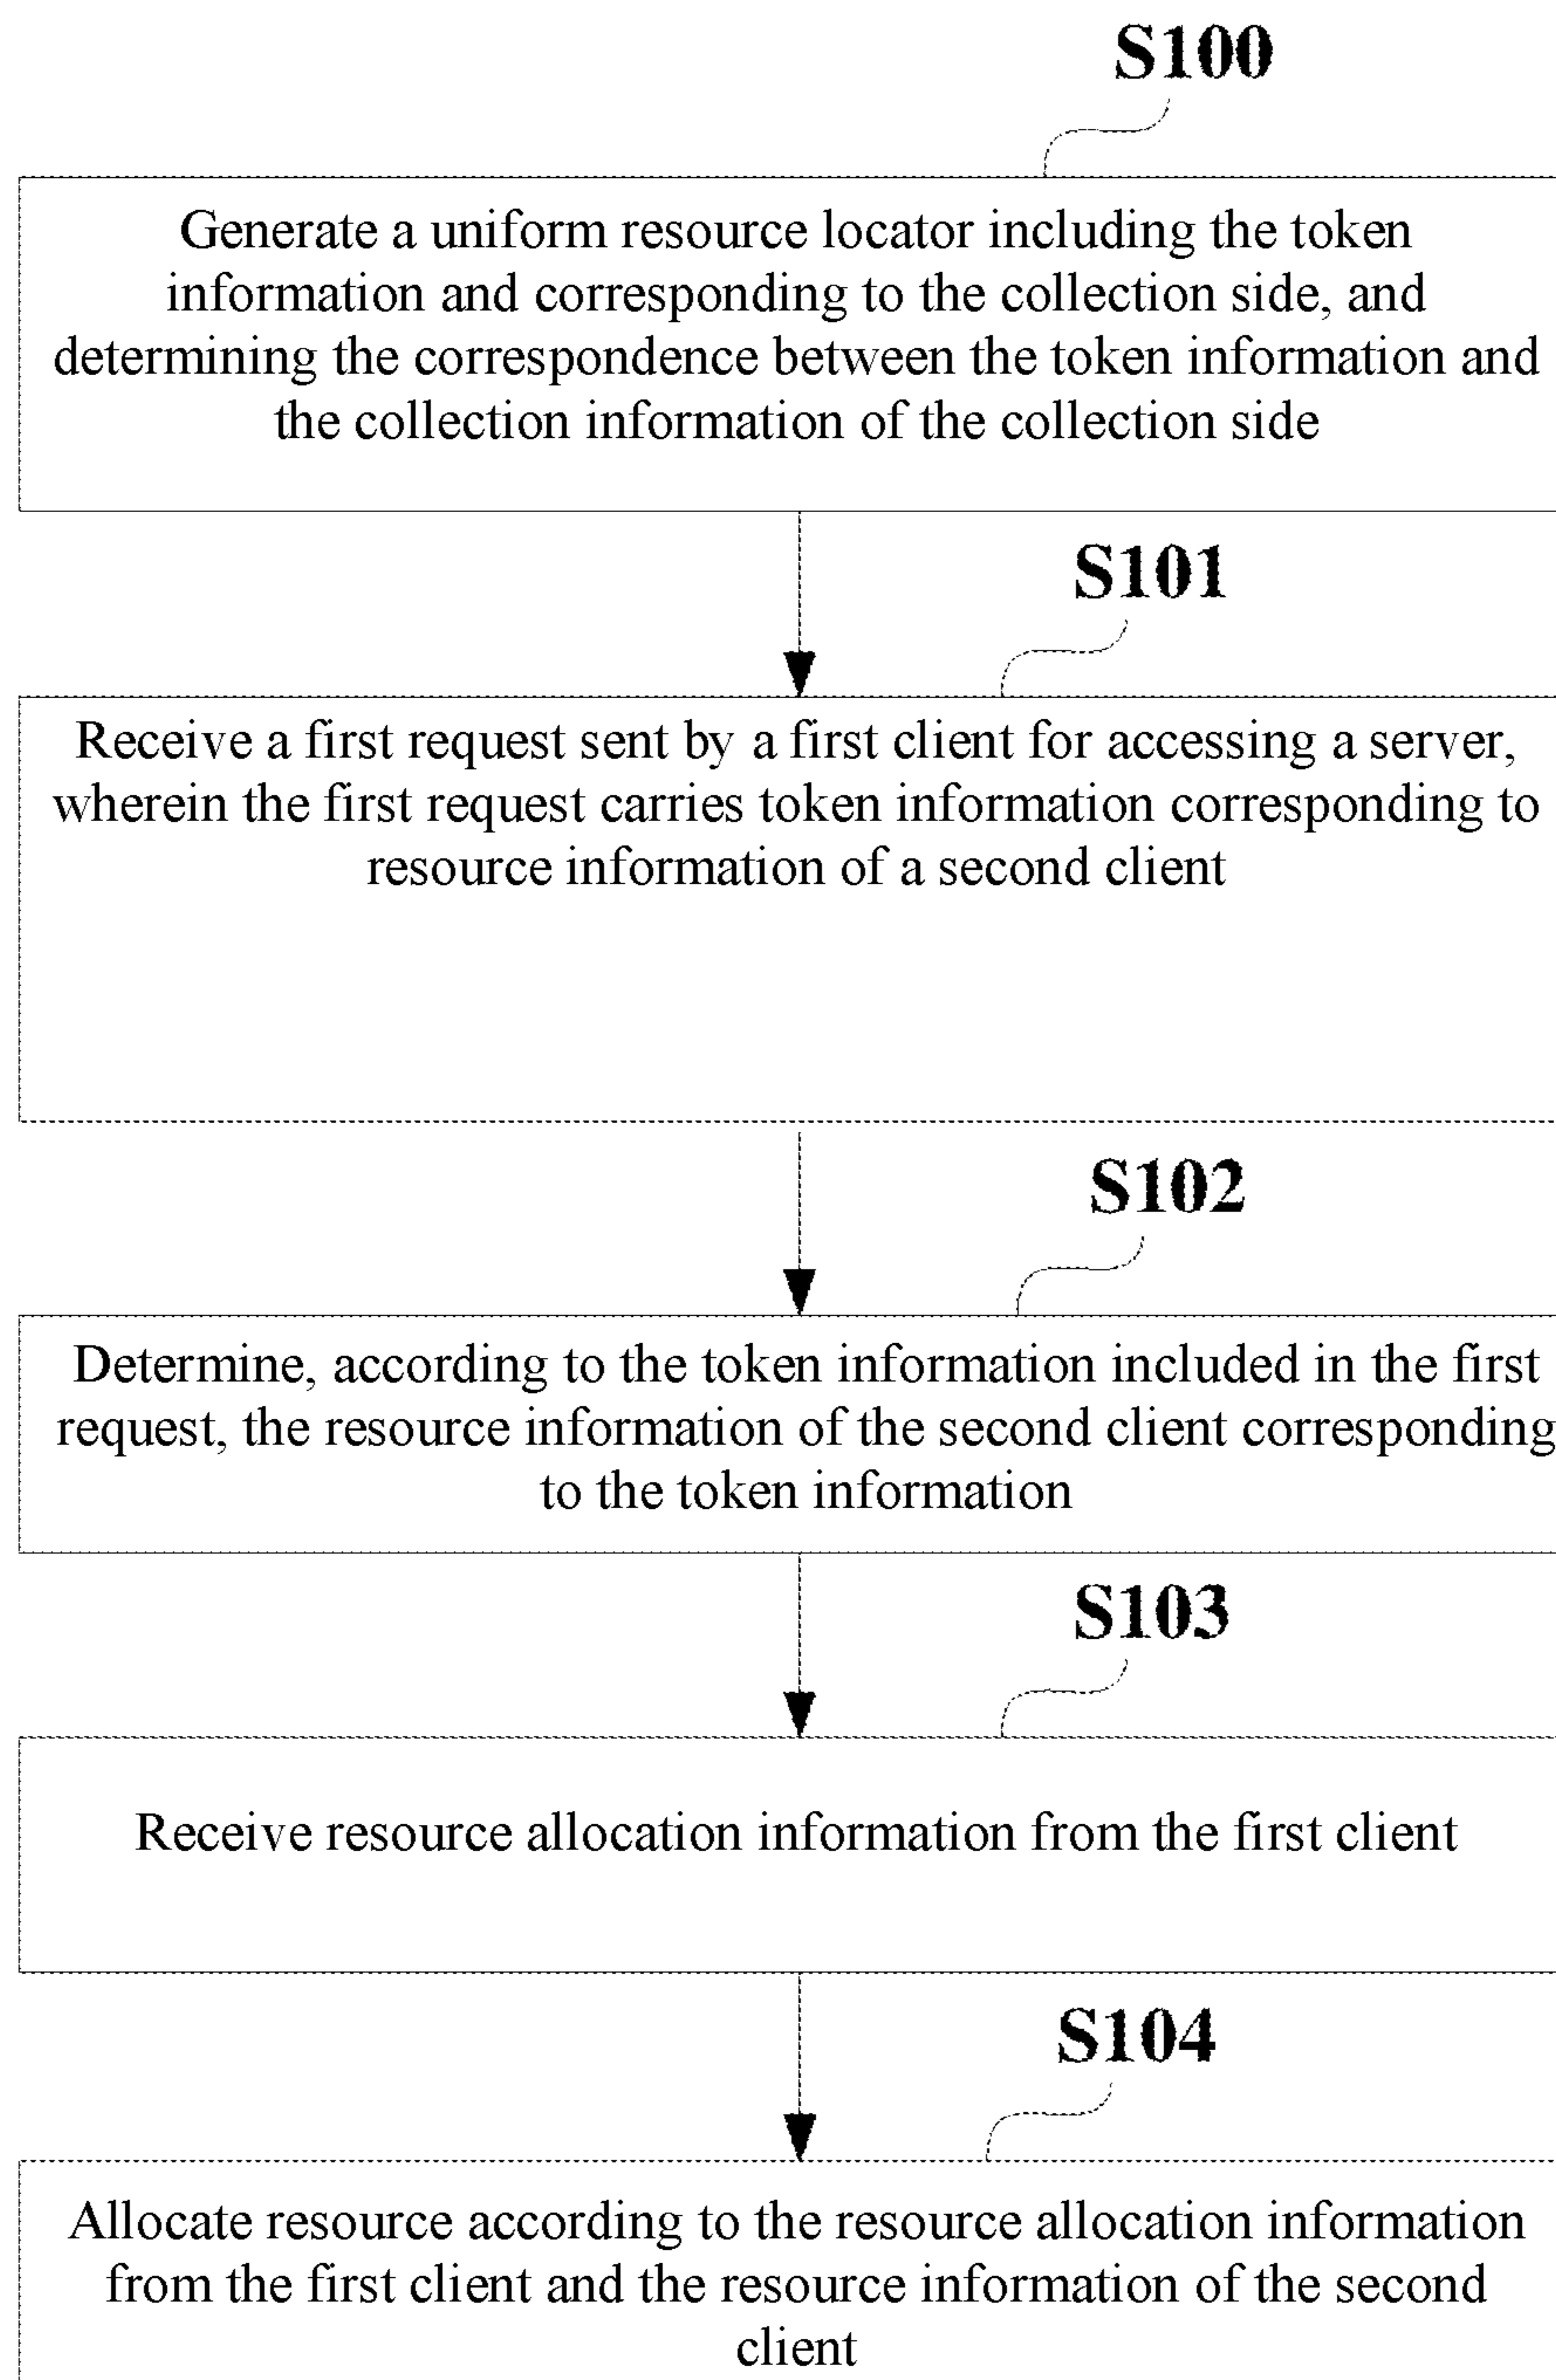 S100
Generate a uniform resource locator including the token
information and corresponding to the collection side, and
determining the correspondence between the token information and
the collection information of the collection side
S101
Receive a first request sent by a first client for accessing a server,
wherein the first request carries token information corresponding to
resource information of a second client
S102
Determine, according to the token information included in the first
request, the resource information of the second client corresponding
to the token information
S103
Receive resource allocation information from the first client
S104
Allocate resource according to the resource allocation information
from the first client and the resource information of the second
client